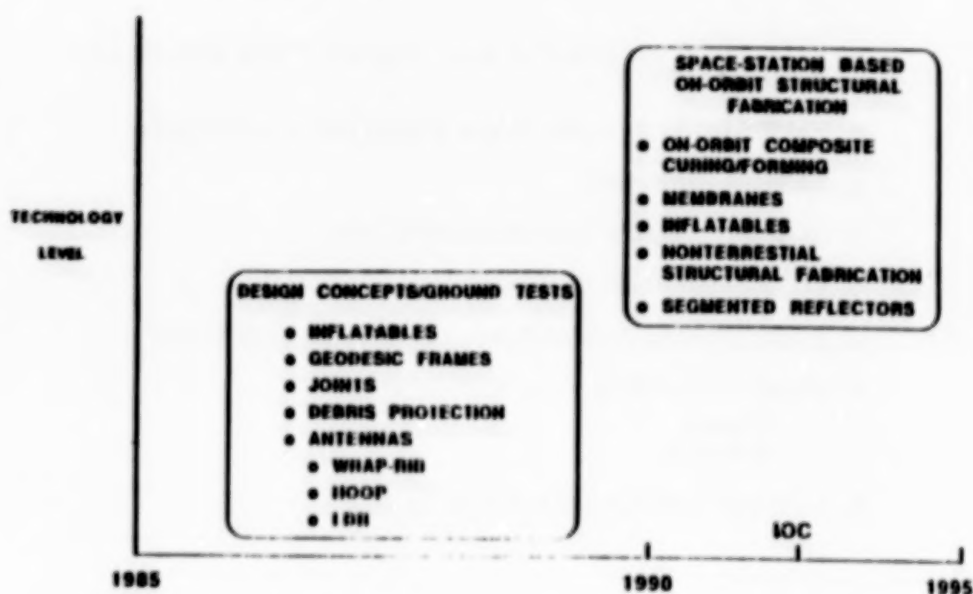 SPACE-STATION BASED
ON-ORBIT STRUCTURAL
FABRICATION
• ON-ORBIT COMPOSITE
CURING/FORMING
• MEMBRANES
• INFLATABLES
• NONTERRESTIAL
STRUCTURAL FABRICATION
• SEGMENTED REFLECTORS
TECHNOLOGY
LEVEL
DESIGN CONCEPTS/GROUND TESTS
• INFLATABLES
• GEODESIC FRAMES
• JOINTS
• DEBRIS PROTECTION
• ANTENNAS
• WRAP-RIB
• HOOP
• LDR
IOC
1985
1990
1995